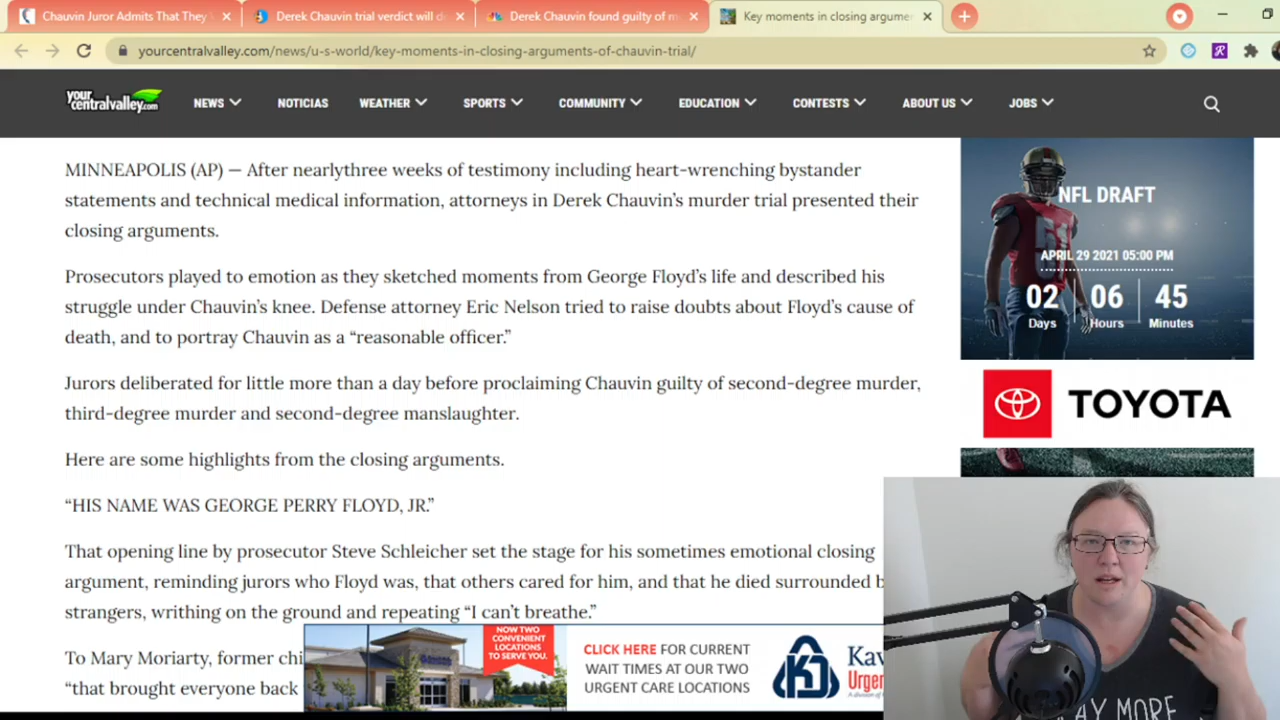 Chauvin Juror Admits That They
Derek Chauvin trial verdict will d
Derek Chauvin found guilty of m
Key moments in closing argume
yourcentralvalley.com/news/u-s-world/key-moments-in-closing-arguments-of-chauvin-trial/
your
centralvalley.com
NEWS
NOTICIAS
WEATHER
SPORTS
COMMUNITY
EDUCATION
CONTESTS
ABOUT US
JOBS
MINNEAPOLIS (AP) — After nearlythree weeks of testimony including heart-wrenching bystander
statements and technical medical information, attorneys in Derek Chauvin’s murder trial presented their
closing arguments.
Prosecutors played to emotion as they sketched moments from George Floyd’s life and described his
struggle under Chauvin’s knee. Defense attorney Eric Nelson tried to raise doubts about Floyd’s cause of
death, and to portray Chauvin as a “reasonable officer.”
Jurors deliberated for little more than a day before proclaiming Chauvin guilty of second-degree murder,
third-degree murder and second-degree manslaughter.
Here are some highlights from the closing arguments.
“HIS NAME WAS GEORGE PERRY FLOYD, JR.”
That opening line by prosecutor Steve Schleicher set the stage for his sometimes emotional closing
argument, reminding jurors who Floyd was, that others cared for him, and that he died surrounded b
strangers, writhing on the ground and repeating “I can’t breathe.”
To Mary Moriarty, former chi
“that brought everyone back
NFL DRAFT
APRIL 29 2021 05:00 PM
02 06 45
Days Hours Minutes
TOYOTA
NOW TWO
CONVENIENT
LOCATIONS
TO SERVE YOU.
CLICK HERE FOR CURRENT
WAIT TIMES AT OUR TWO
URGENT CARE LOCATIONS
Kav
Urgen
AY MORE